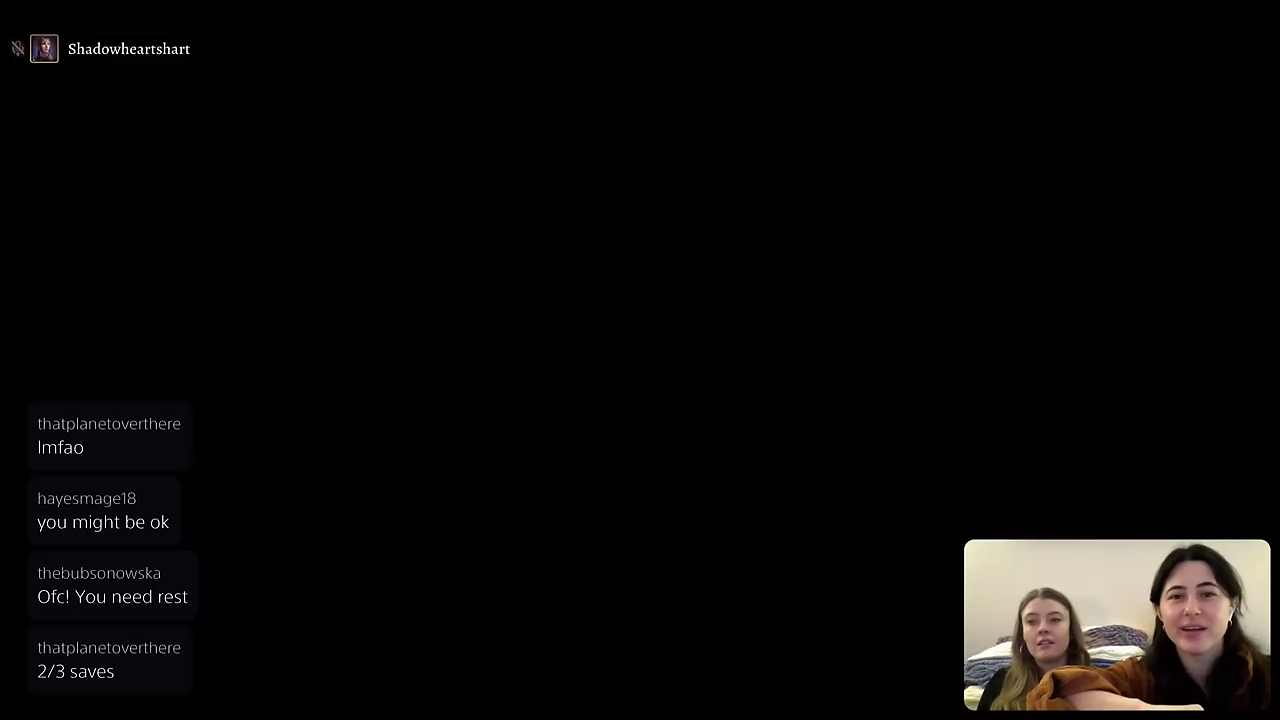 Shadowheartshart
thatplanetoverthere
lmfao
hayesmage18
you might be ok
thebubsonowska
Ofc! You need rest
thatplanetoverthere
2/3 saves